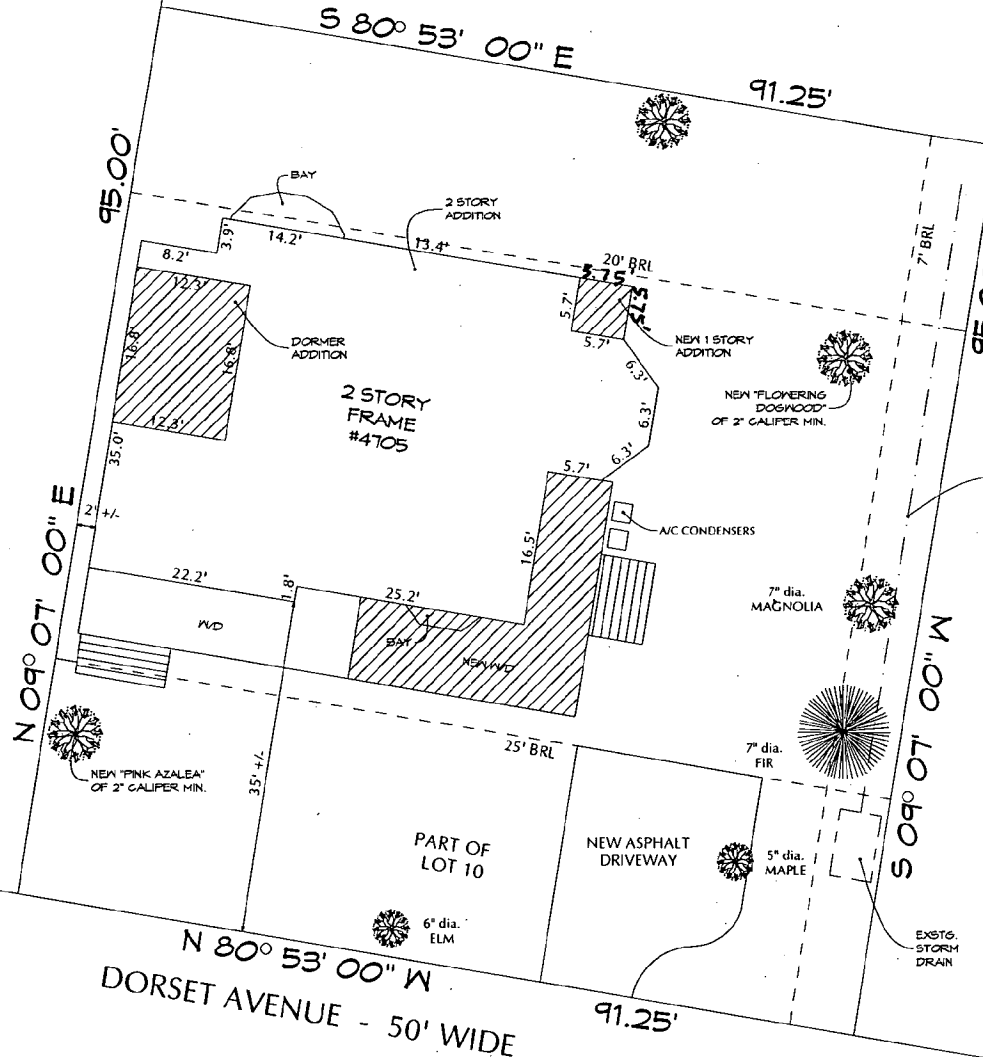 S 80° 53' 00" E
91.25'
95.00'
BAY
2 STORY
ADDITION
3.9'
14.2'
13.4'
8.2'
20' BRL
7' BRL
5.75'
5.75'
12.3'
5.7'
5.7'
NEW 1 STORY
ADDITION
DORMER
ADDITION
16.8'
16.8'
6.3'
NEW "FLOWERING
DOGWOOD"
OF 2" CALIPER MIN.
2 STORY
FRAME
#4705
6.3'
12.3'
35.0'
6.3'
5.7'
2' +/-
N 09° 07' 00" E
A/C CONDENSERS
16.5'
22.2'
1.8'
25.2'
7" dia.
MAGNOLIA
W/D
BAY
NEW W/D
S 09° 07' 00" W
25' BRL
7" dia.
FIR
NEW "PINK AZALEA"
OF 2" CALIPER MIN.
35' +/-
PART OF
LOT 10
NEW ASPHALT
DRIVEWAY
5" dia.
MAPLE
6" dia.
ELM
EXSTG.
STORM
DRAIN
N 80° 53' 00" W
91.25'
DORSET AVENUE - 50' WIDE